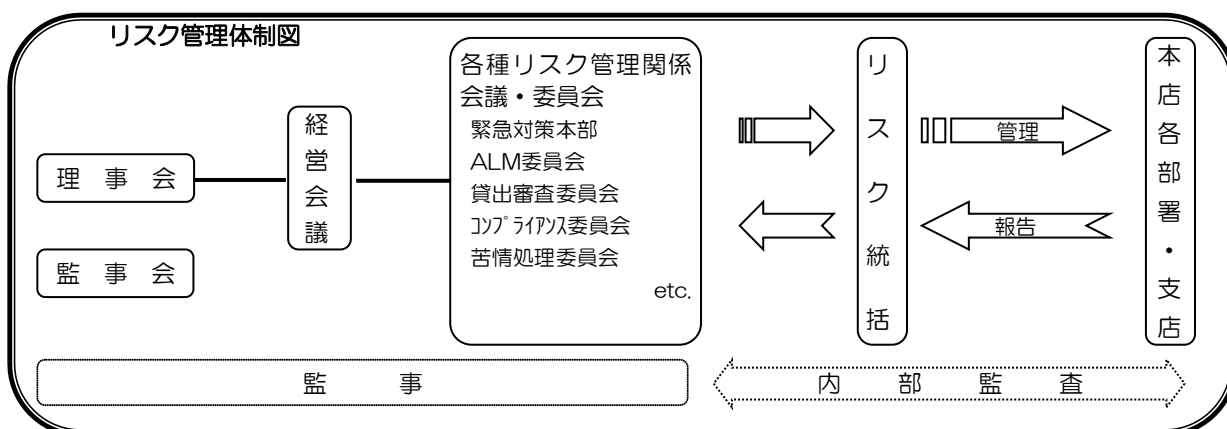 リスク管理体制図
理事会
監事会
経営会議
各種リスク管理関係
会議・委員会
緊急対策本部
ALM委員会
貸出審査委員会
ｺﾝﾌﾟﾗｲｱﾝｽ委員会
苦情処理委員会
etc.
リスク統括
管理
報告
本店各部署・支店
監事
内部監査